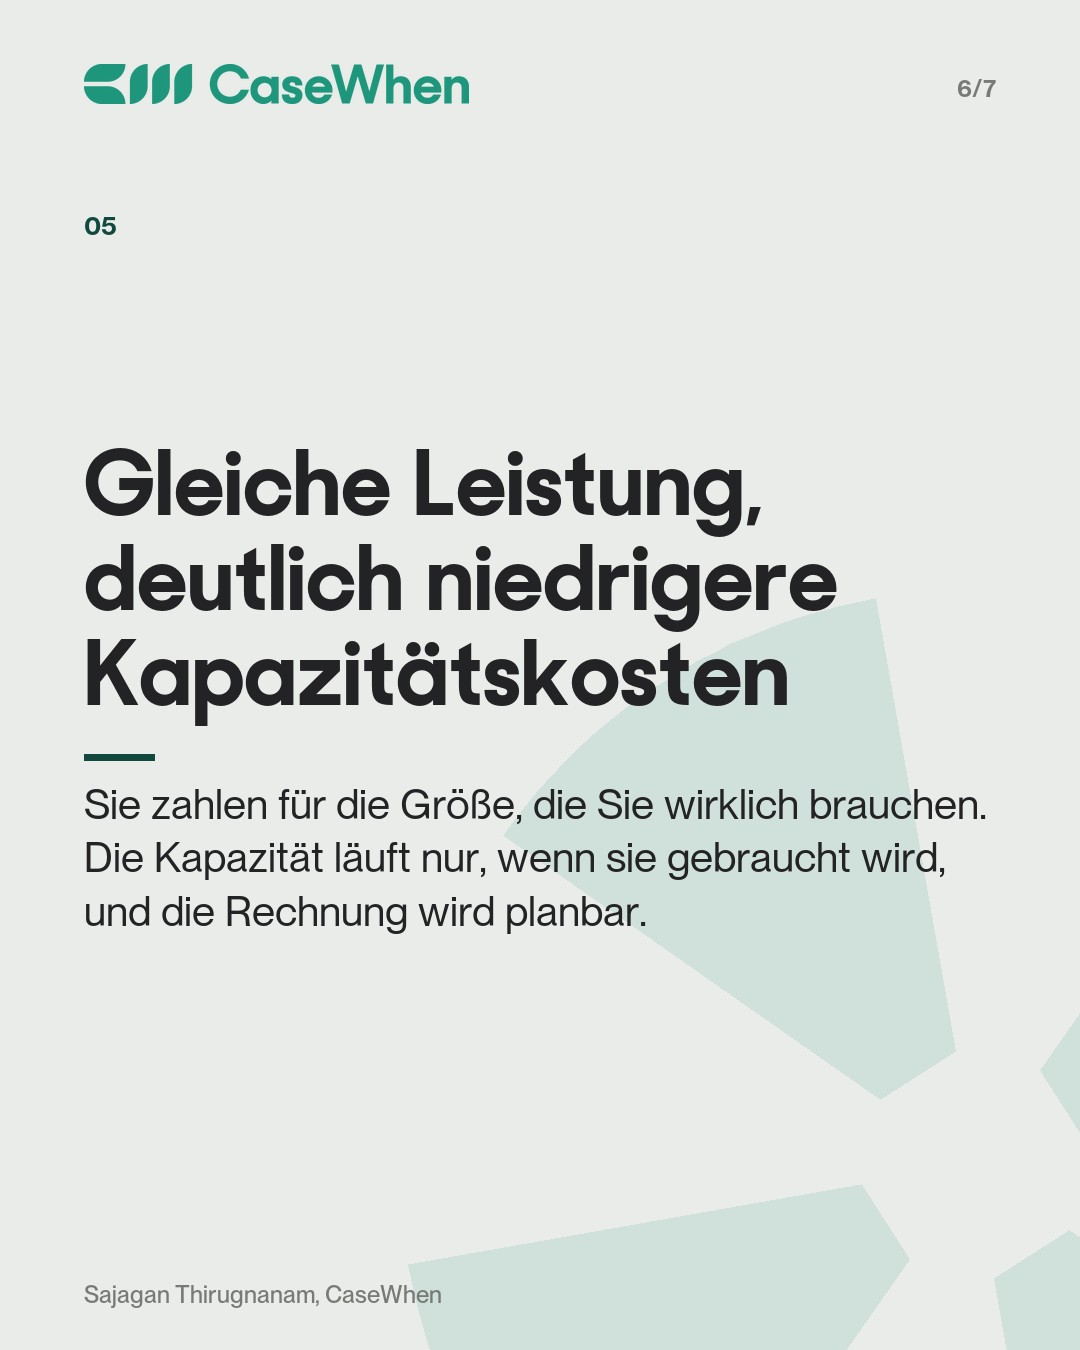 CaseWhen
6/7
05
Gleiche Leistung,
deutlich niedrigere
Kapazitätskosten
Sie zahlen für die Größe, die Sie wirklich brauchen.
Die Kapazität läuft nur, wenn sie gebraucht wird,
und die Rechnung wird planbar.
Sajagan Thirugnanam, CaseWhen